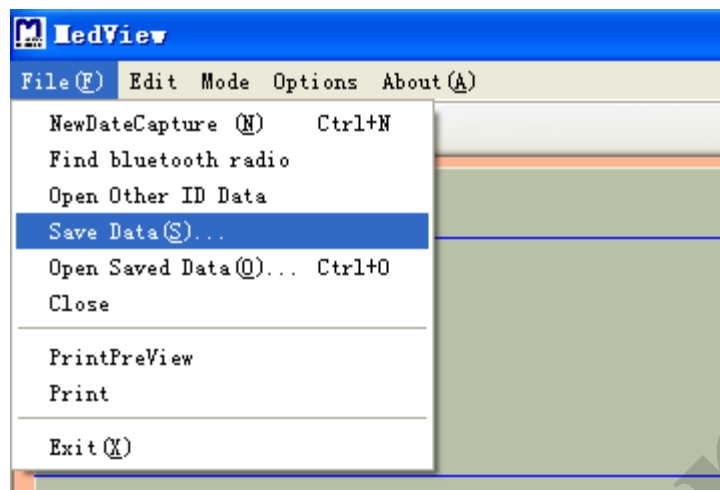 MedView
File(F) Edit Mode Options About(A)
NewDateCapture (N) Ctrl+N
Find bluetooth radio
Open Other ID Data
Save Data(S)...
Open Saved Data(O)... Ctrl+O
Close
PrintPreView
Print
Exit(X)